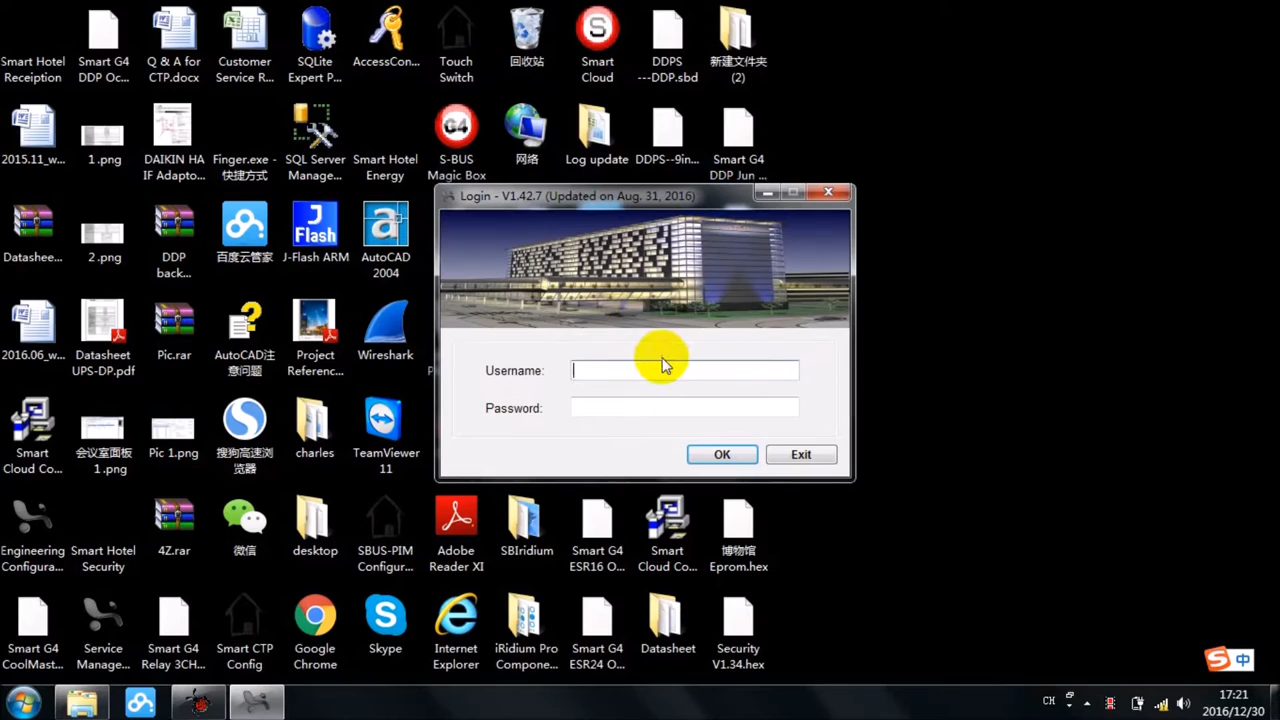 Smart Hotel
Receiption
Smart G4
DDP Oc...
Q & A for
CTP.docx
Customer
Service R...
SQLite
Expert P...
AccessCon...
Touch
Switch
回收站
S
Smart
Cloud
DDPS
---DDP.sbd
新建文件夹
(2)
2015.11_w...
1.png
DAIKIN HA
IF Adapto...
Finger.exe -
快捷方式
SQL Server
Manage...
Smart Hotel
Energy
G4
S-BUS
Magic Box
网络
Log update
DDPS--9in...
Smart G4
DDP Jun ...
Login - V1.42.7 (Updated on Aug. 31, 2016)
Datashee...
2.png
DDP
back...
百度云管家
J
Flash
J-Flash ARM
a
AutoCAD
2004
2016.06_w...
Datasheet
UPS-DP.pdf
Pic.rar
AutoCAD注
意问题
Project
Referenc...
Wireshark
Username:
Password:
OK
Exit
Smart
Cloud Co...
会议室面板
1.png
Pic 1.png
搜狗高速浏
览器
charles
TeamViewer
11
Engineering
Configura...
Smart Hotel
Security
4Z.rar
微信
desktop
SBUS-PIM
Configur...
Adobe
Reader XI
SBIridium
Smart G4
ESR16 O...
Smart
Cloud Co...
博物馆
Eprom.hex
Smart G4
CoolMast...
Service
Manage...
Smart G4
Relay 3CH...
Smart CTP
Config
Google
Chrome
S
Skype
Internet
Explorer
iRidium Pro
Compone...
Smart G4
ESR24 O...
Datasheet
Security
V1.34.hex
S 中
CH
17:21
2016/12/30